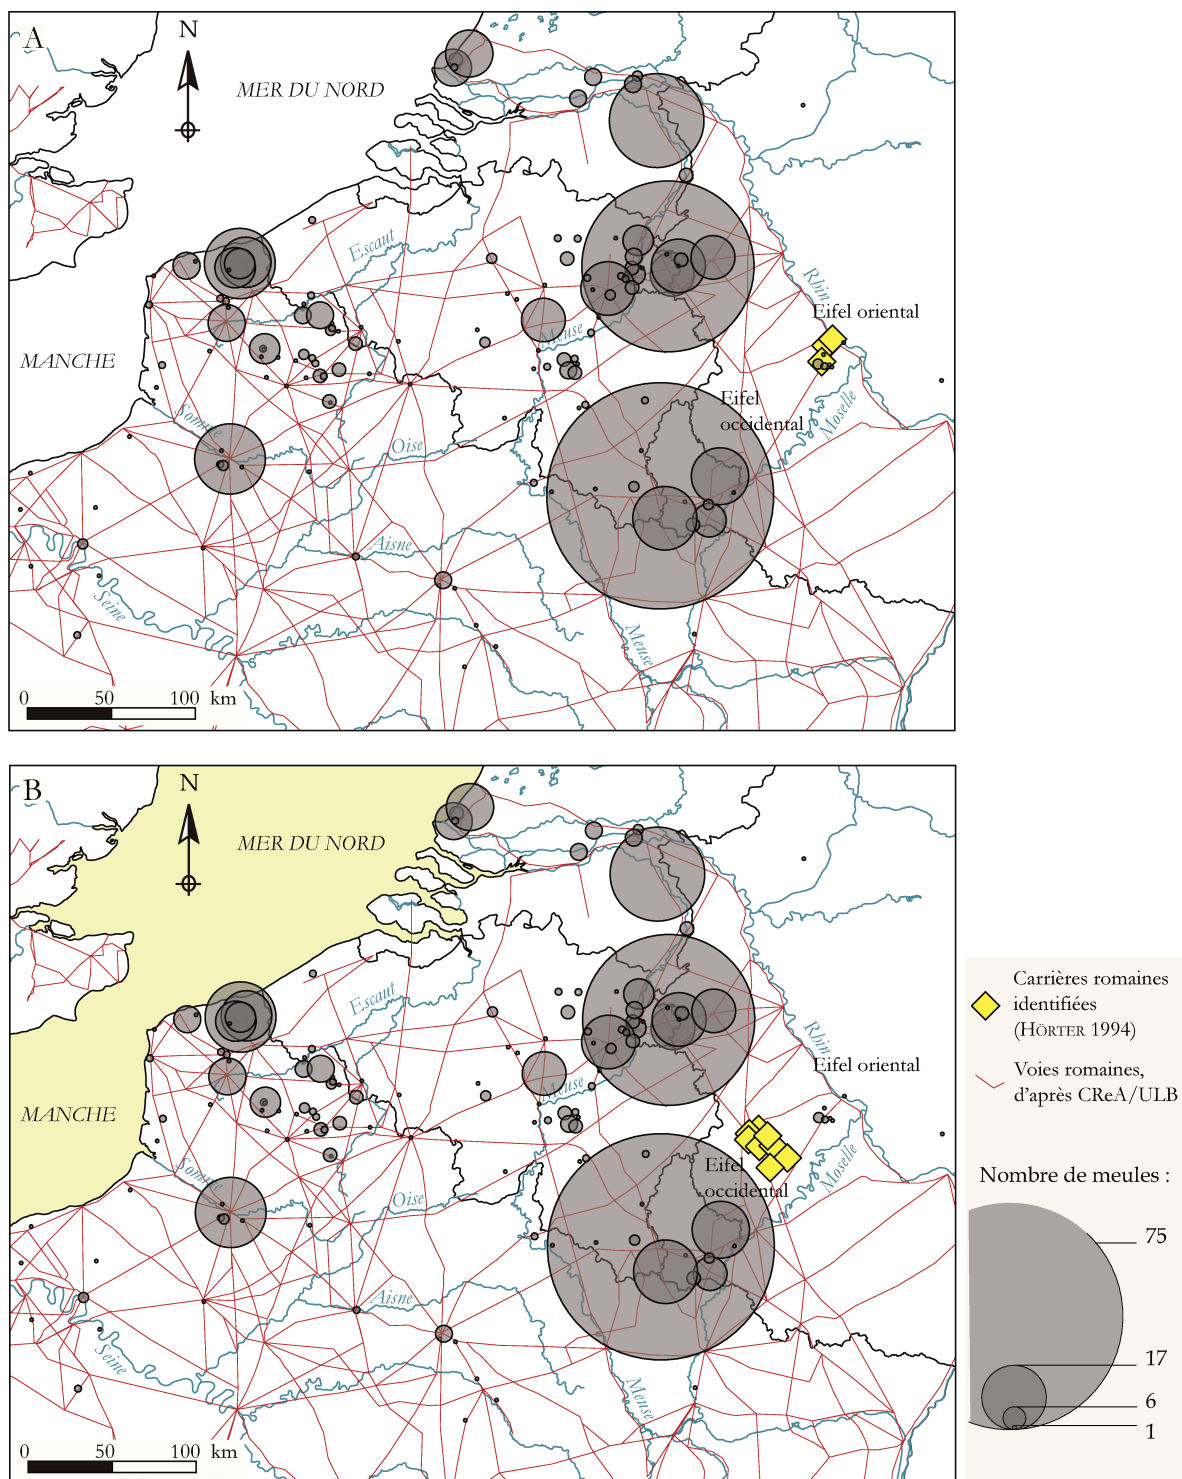 A
N
MER DU NORD
Escaut
Rhin
Eifel oriental
Meuse
MANCHE
Eifel
occidental
Moselle
Somme
Oise
Aisne
Seine
Meuse
0 50 100 km
B
N
MER DU NORD
Escaut
Rhin
Eifel oriental
Meuse
MANCHE
Eifel
occidental
Moselle
Somme
Oise
Aisne
Seine
Meuse
0 50 100 km
Carrières romaines
identifiées
(HÖRTER 1994)
Voies romaines,
d'après CReA/ULB
Nombre de meules :
75
17
6
1